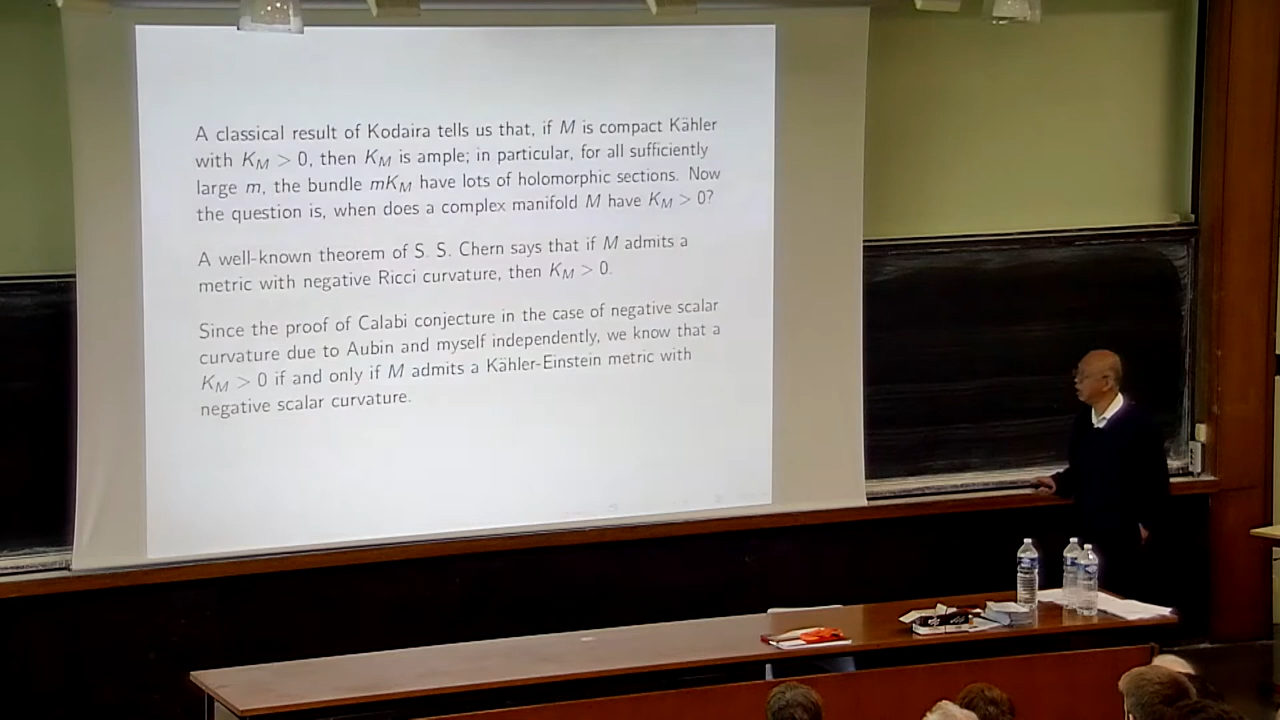 A classical result of Kodaira tells us that, if M is compact Kähler
with K_M > 0, then K_M is ample; in particular, for all sufficiently
large m, the bundle mK_M have lots of holomorphic sections. Now
the question is, when does a complex manifold M have K_M > 0?
A well-known theorem of S. S. Chern says that if M admits a
metric with negative Ricci curvature, then K_M > 0.
Since the proof of Calabi conjecture in the case of negative scalar
curvature due to Aubin and myself independently, we know that a
K_M > 0 if and only if M admits a Kähler-Einstein metric with
negative scalar curvature.